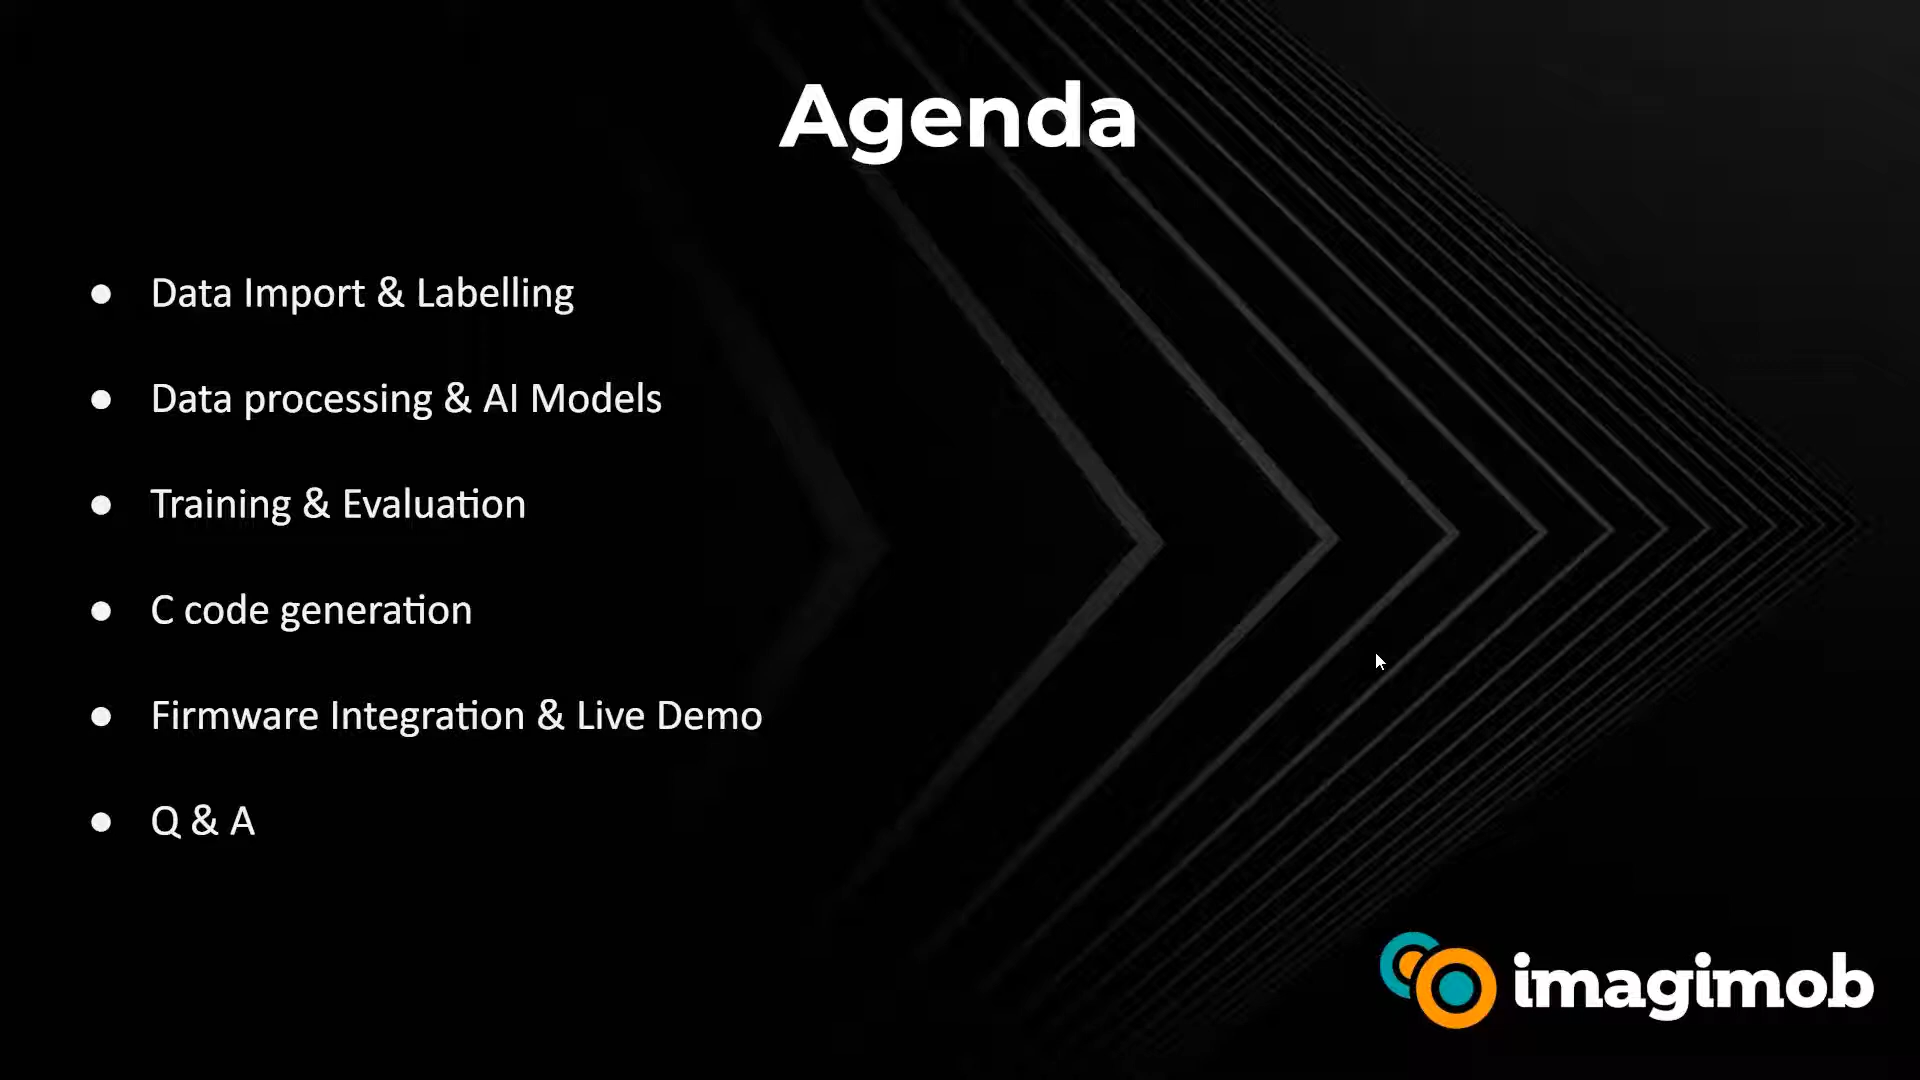 Agenda
● Data Import & Labelling
● Data processing & AI Models
● Training & Evaluation
● C code generation
● Firmware Integration & Live Demo
● Q & A
imagimob